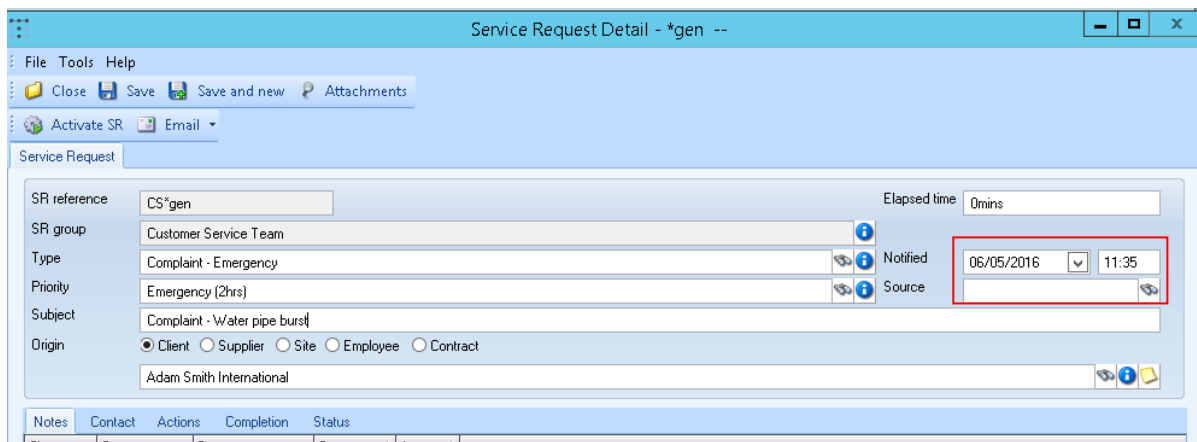 Service Request Detail - *gen --
File Tools Help
Close Save Save and new Attachments
Activate SR Email
Service Request
SR reference CS*gen Elapsed time 0mins
SR group Customer Service Team
Type Complaint - Emergency Notified 06/05/2016 11:35
Priority Emergency (2hrs) Source
Subject Complaint - Water pipe burst
Origin Client Supplier Site Employee Contract
Adam Smith International
Notes Contact Actions Completion Status